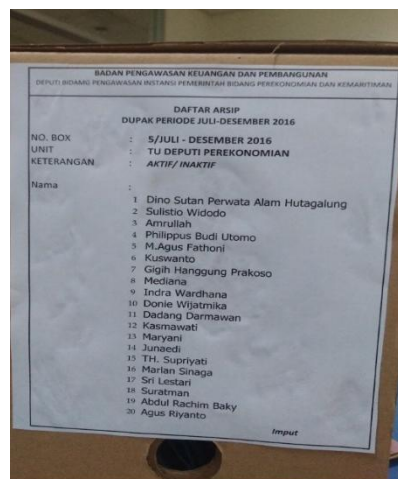 BADAN PENGAWASAN KEUANGAN DAN PEMBANGUNAN
DEPUTI BIDAMG PENGAWASAN INSTANSI PEMERINTAH BIDANG PEREKONOMIAN DAN KEMARITIMAN
DAFTAR ARSIP
DUPAK PERIODE JULI-DESEMBER 2016
NO. BOX : 5/JULI - DESEMBER 2016
UNIT : TU DEPUTI PEREKONOMIAN
KETERANGAN : AKTIF/ INAKTIF
Nama :
1 Dino Sutan Perwata Alam Hutagalung
2 Sulistio Widodo
3 Amrullah
4 Philippus Budi Utomo
5 M.Agus Fathoni
6 Kuswanto
7 Gigih Hanggung Prakoso
8 Mediana
9 Indra Wardhana
10 Donie Wijatmika
11 Dadang Darmawan
12 Kasmawati
13 Maryani
14 Junaedi
15 TH. Supriyati
16 Marlan Sinaga
17 Sri Lestari
18 Suratman
19 Abdul Rachim Baky
20 Agus Riyanto
Imput